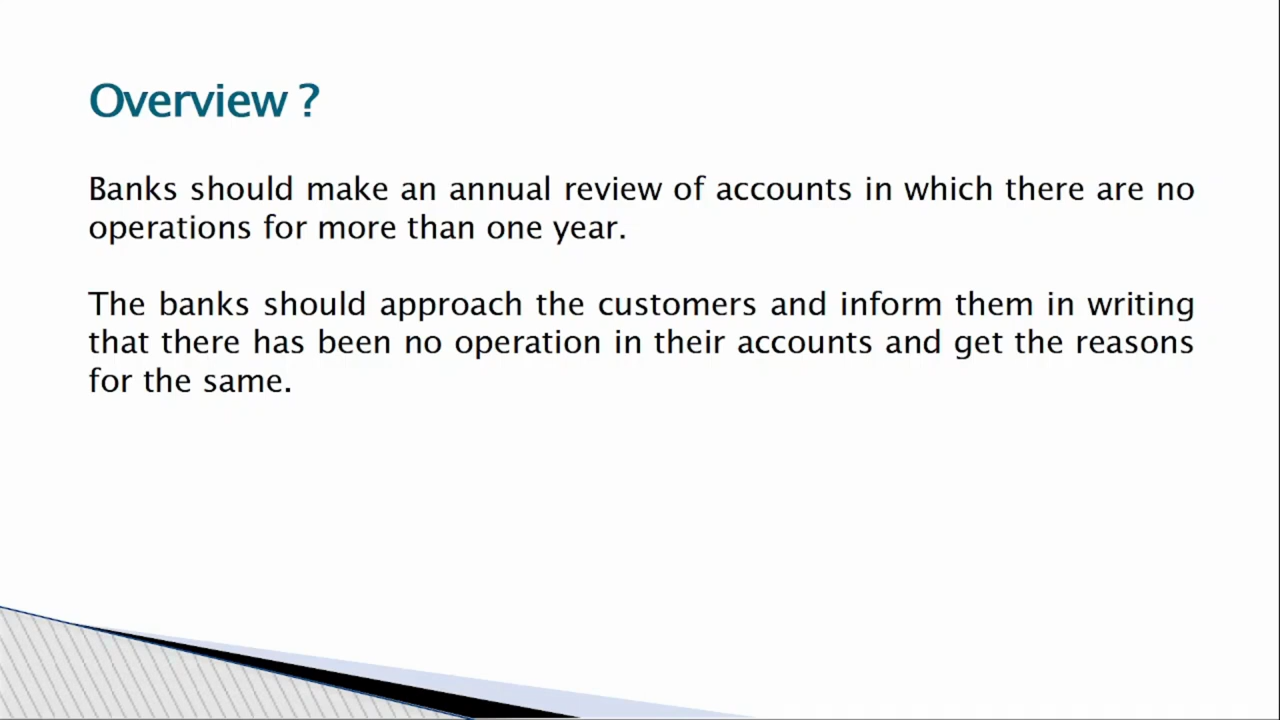 Overview ?
Banks should make an annual review of accounts in which there are no
operations for more than one year.
The banks should approach the customers and inform them in writing
that there has been no operation in their accounts and get the reasons
for the same.